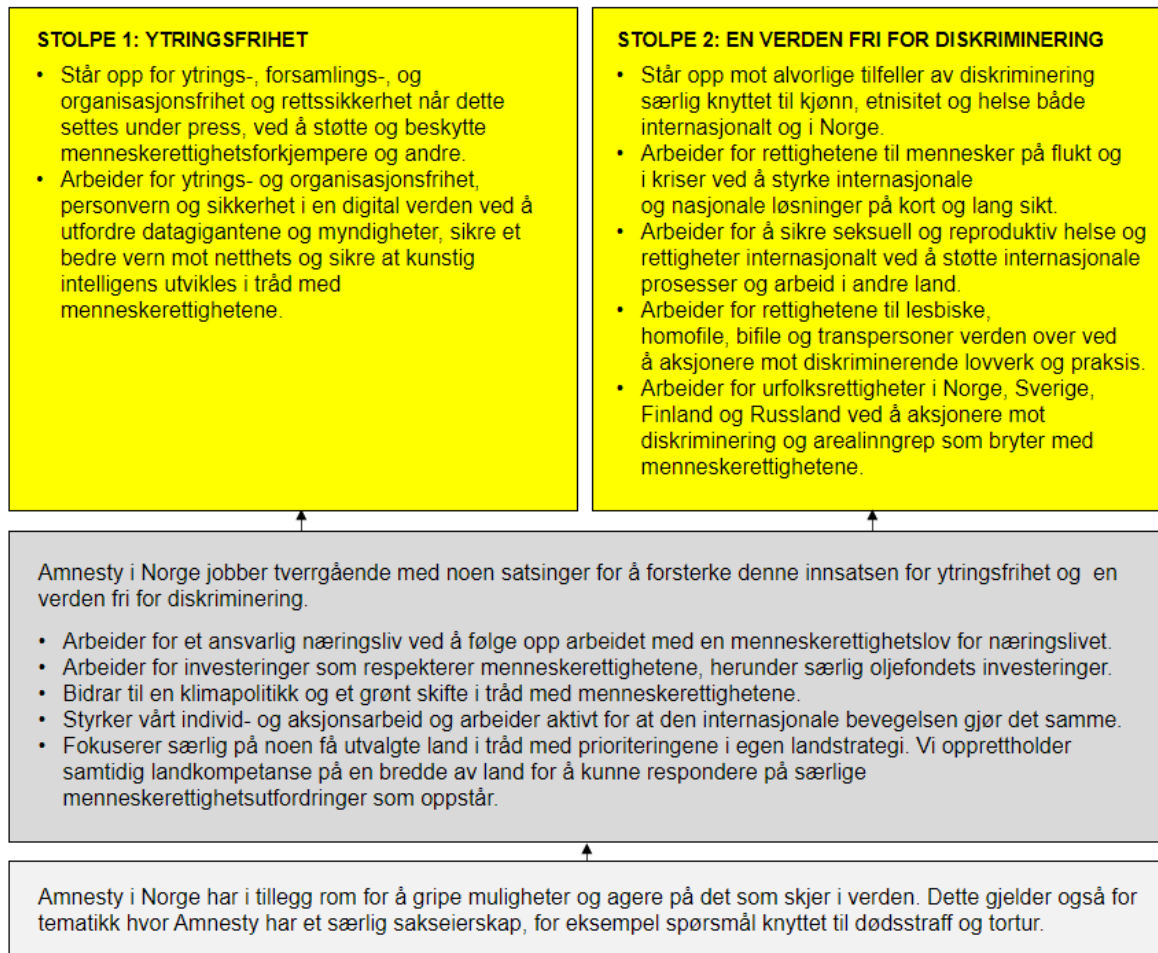 STOLPE 1: YTRINGSFRIHET
• Står opp for ytrings-, forsamlings-, og
organisasjonsfrihet og rettssikkerhet når dette
settes under press, ved å støtte og beskytte
menneskerettighetsforkjempere og andre.
• Arbeider for ytrings- og organisasjonsfrihet,
personvern og sikkerhet i en digital verden ved å
utfordre datagigantene og myndigheter, sikre et
bedre vern mot netthets og sikre at kunstig
intelligens utvikles i tråd med
menneskerettighetene.
STOLPE 2: EN VERDEN FRI FOR DISKRIMINERING
• Står opp mot alvorlige tilfeller av diskriminering
særlig knyttet til kjønn, etnisitet og helse både
internasjonalt og i Norge.
• Arbeider for rettighetene til mennesker på flukt og
i kriser ved å styrke internasjonale
og nasjonale løsninger på kort og lang sikt.
• Arbeider for å sikre seksuell og reproduktiv helse og
rettigheter internasjonalt ved å støtte internasjonale
prosesser og arbeid i andre land.
• Arbeider for rettighetene til lesbiske,
homofile, bifile og transpersoner verden over ved
å aksjonere mot diskriminerende lovverk og praksis.
• Arbeider for urfolksrettigheter i Norge, Sverige,
Finland og Russland ved å aksjonere mot
diskriminering og arealinngrep som bryter med
menneskerettighetene.
Amnesty i Norge jobber tverrgående med noen satsinger for å forsterke denne innsatsen for ytringsfrihet og en
verden fri for diskriminering.
• Arbeider for et ansvarlig næringsliv ved å følge opp arbeidet med en menneskerettighetslov for næringslivet.
• Arbeider for investeringer som respekterer menneskerettighetene, herunder særlig oljefondets investeringer.
• Bidrar til en klimapolitikk og et grønt skifte i tråd med menneskerettighetene.
• Styrker vårt individ- og aksjonsarbeid og arbeider aktivt for at den internasjonale bevegelsen gjør det samme.
• Fokuserer særlig på noen få utvalgte land i tråd med prioriteringene i egen landstrategi. Vi opprettholder
samtidig landkompetanse på en bredde av land for å kunne respondere på særlige
menneskerettighetsutfordringer som oppstår.
Amnesty i Norge har i tillegg rom for å gripe muligheter og agere på det som skjer i verden. Dette gjelder også for
tematikk hvor Amnesty har et særlig sakseierskap, for eksempel spørsmål knyttet til dødsstraff og tortur.